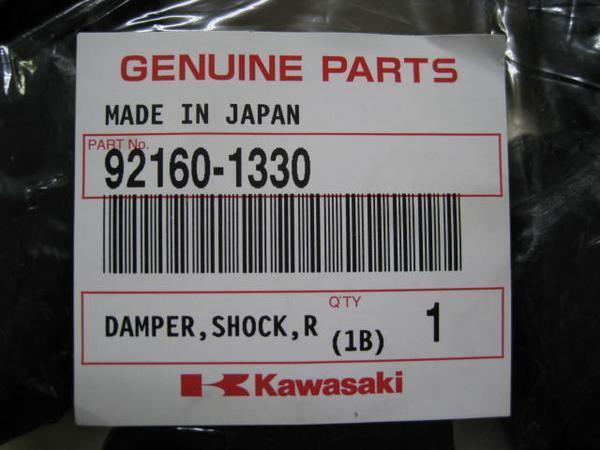 GENUINE PARTS
MADE IN JAPAN
PART No.
92160-1330
DAMPER,SHOCK,R
Q'TY
(1B)
1
Kawasaki